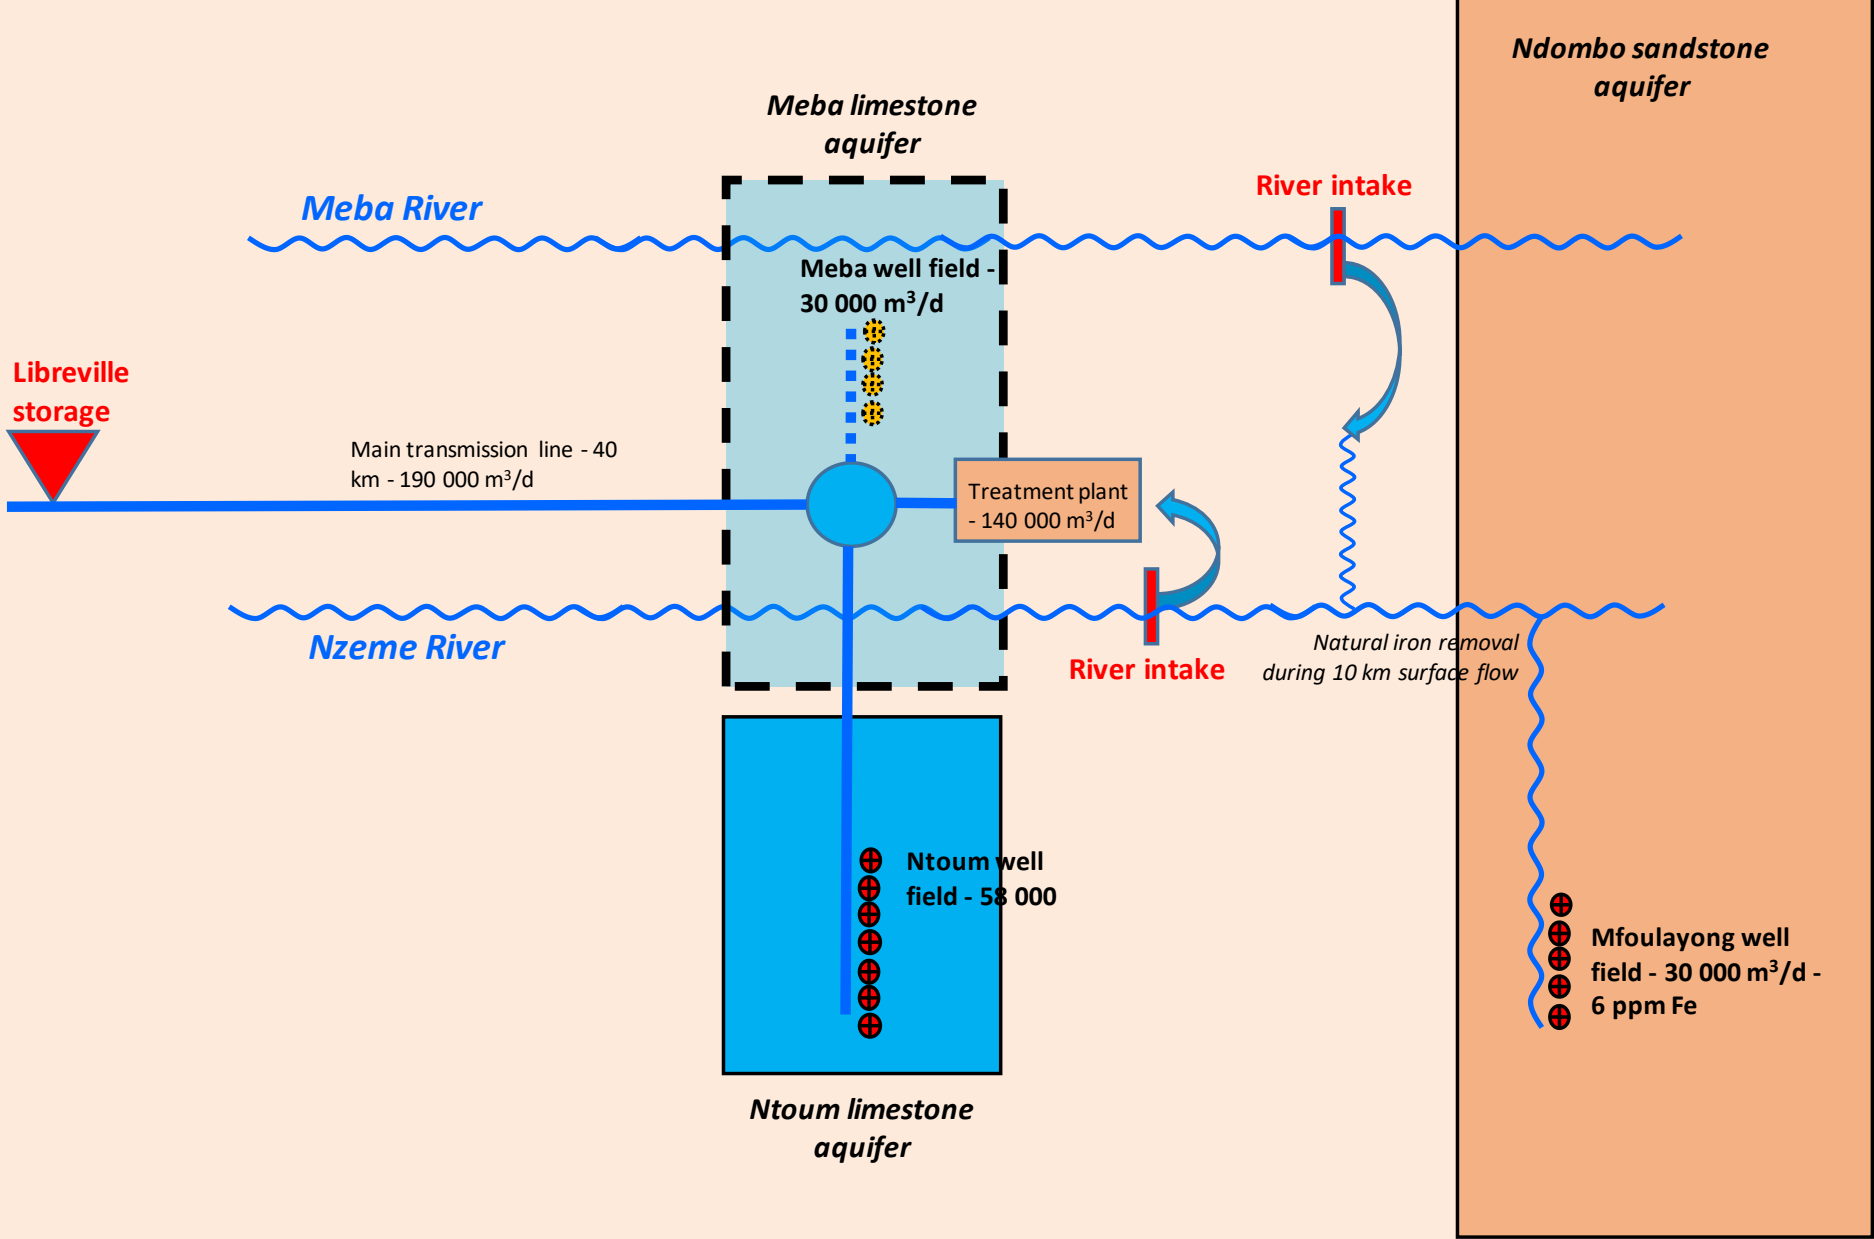 Ndombo sandstone
aquifer
Meba limestone
aquifer
River intake
Meba River
Meba well field -
30 000 m³/d
Libreville
storage
Main transmission line - 40
km - 190 000 m³/d
Treatment plant
- 140 000 m³/d
Nzeme River
River intake
Natural iron removal
during 10 km surface flow
Ntoum well
field - 58 000
Mfoulayong well
field - 30 000 m³/d -
6 ppm Fe
Ntoum limestone
aquifer